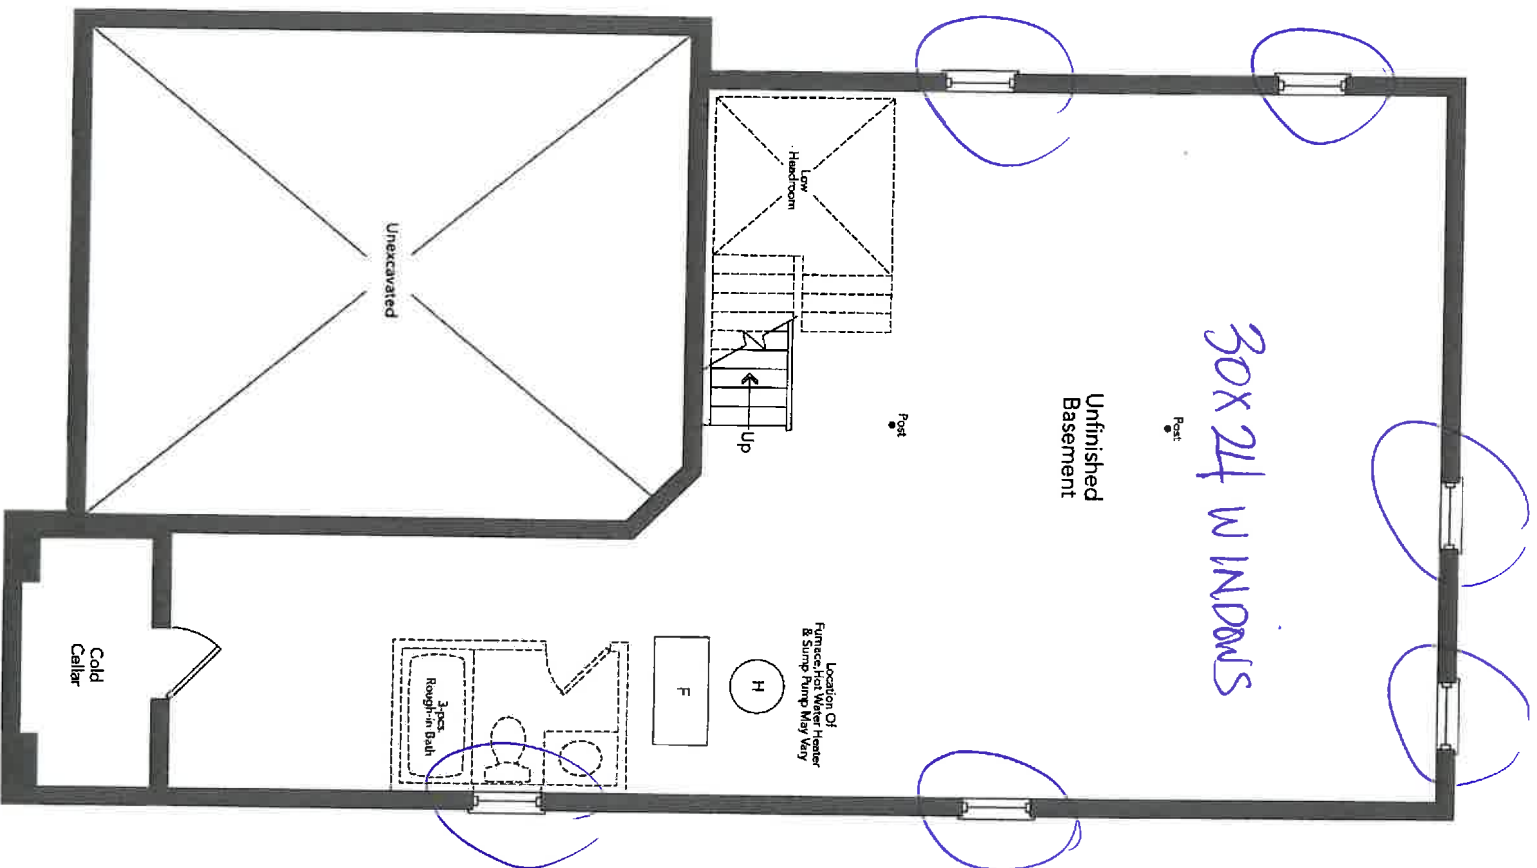 Unexcavated
Low
Headroom
Up
Post
Unfinished
Basement
Post
30X24 WINDOWS
Cold
Cellar
3-pcs
Rough-in Bath
F
H
Location Of
Furnace, Hot Water Heater
& Sump Pump May Vary